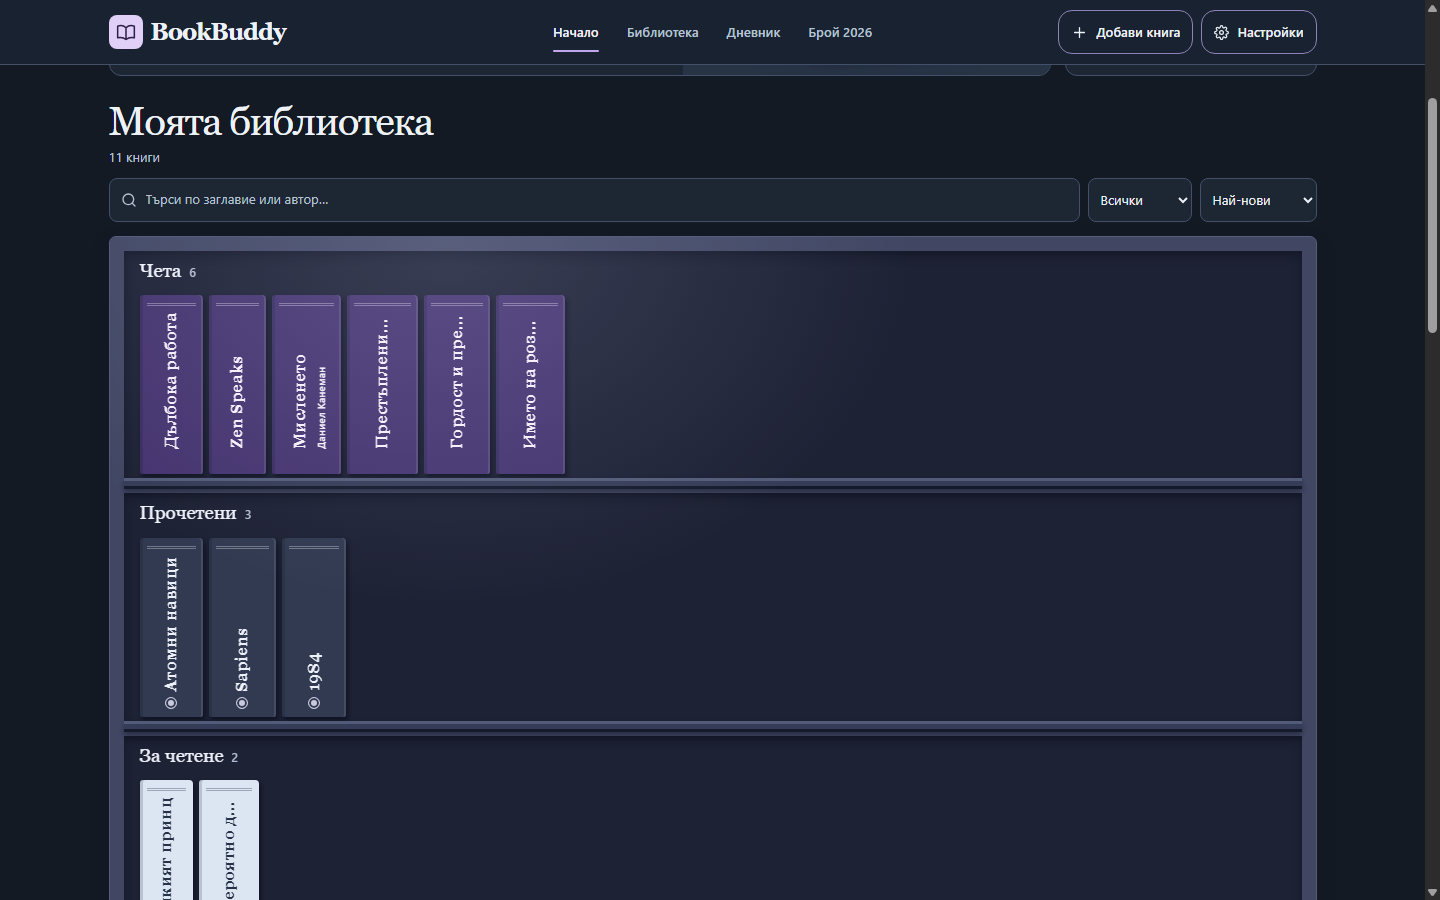 BookBuddy
Начало
Библиотека
Дневник
Брой 2026
Добави книга
Настройки
Моята библиотека
11 книги
Търси по заглавие или автор...
Всички
Най-нови
Чета 6
Дълбока работа
Zen Speaks
Мисленето
Даниел Канеман
Престъплени...
Гордост и пре...
Името на роз...
Прочетени 3
Атомни навици
Sapiens
1984
За четене 2
принц